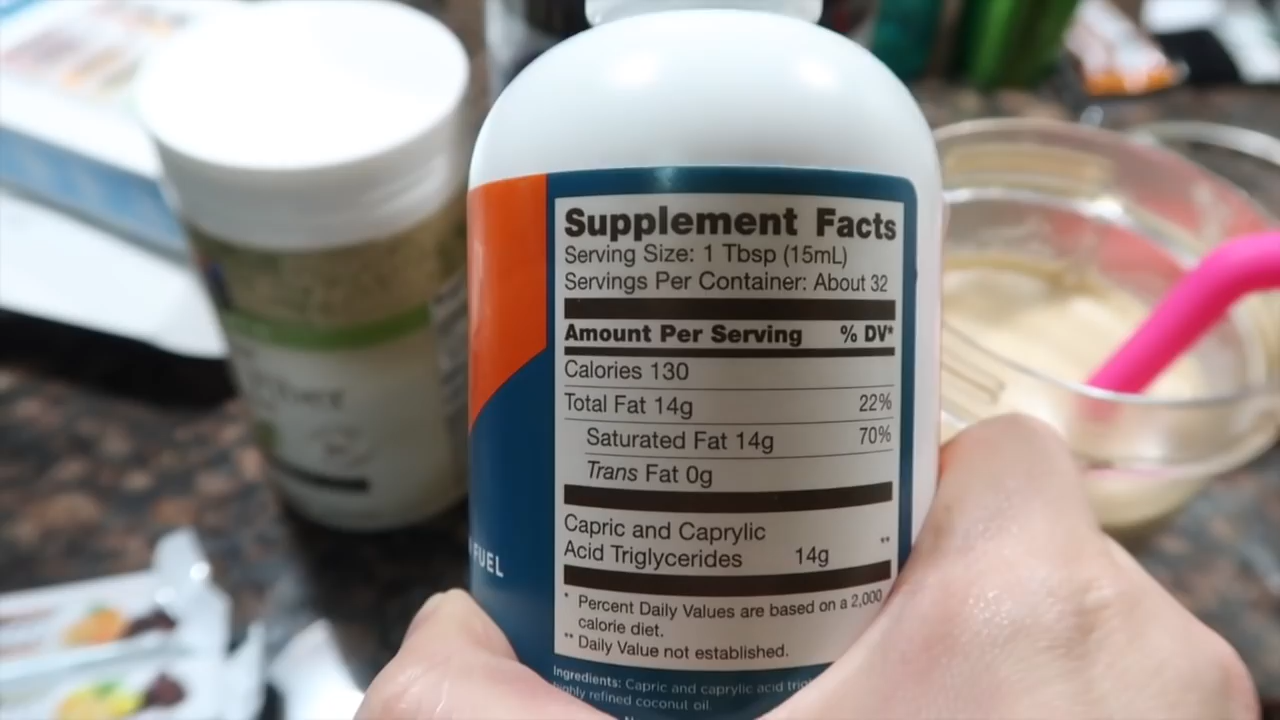 Supplement Facts
Serving Size: 1 Tbsp (15mL)
Servings Per Container: About 32
Amount Per Serving % DV*
Calories 130
Total Fat 14g 22%
Saturated Fat 14g 70%
Trans Fat 0g
Capric and Caprylic
Acid Triglycerides 14g **
* Percent Daily Values are based on a 2,000
calorie diet.
** Daily Value not established.
Ingredients: Capric and caprylic acid
highly refined coconut oil.
FUEL